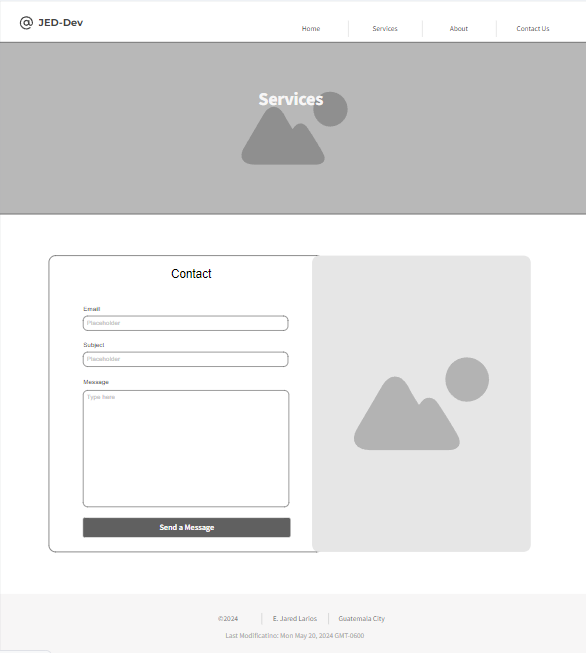 @ JED-Dev
Home Services About Contact Us
Services
Contact
Email
Placeholder
Subject
Placeholder
Message
Type here
Send a Message
©2024 E. Jared Larios Guatemala City
Last Modificatino: Mon May 20, 2024 GMT-0600